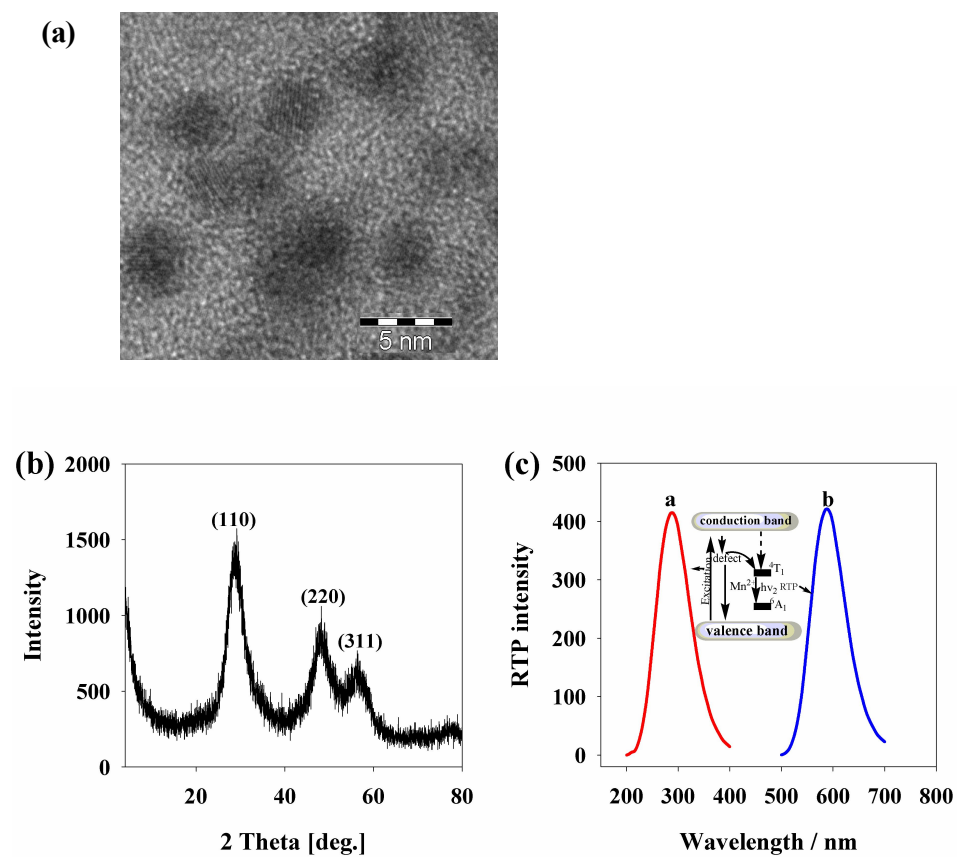 (a)
5 nm
(b)
2000
1500
1000
500
0
(110)
(220)
(311)
20
40
60
80
Intensity
2 Theta [deg.]
(c)
500
400
300
200
100
0
a
b
conduction band
defect
Excitation
⁴T₁
Mn²⁺
hν₂ RTP
⁶A₁
valence band
200
300
400
500
600
700
800
RTP intensity
Wavelength / nm